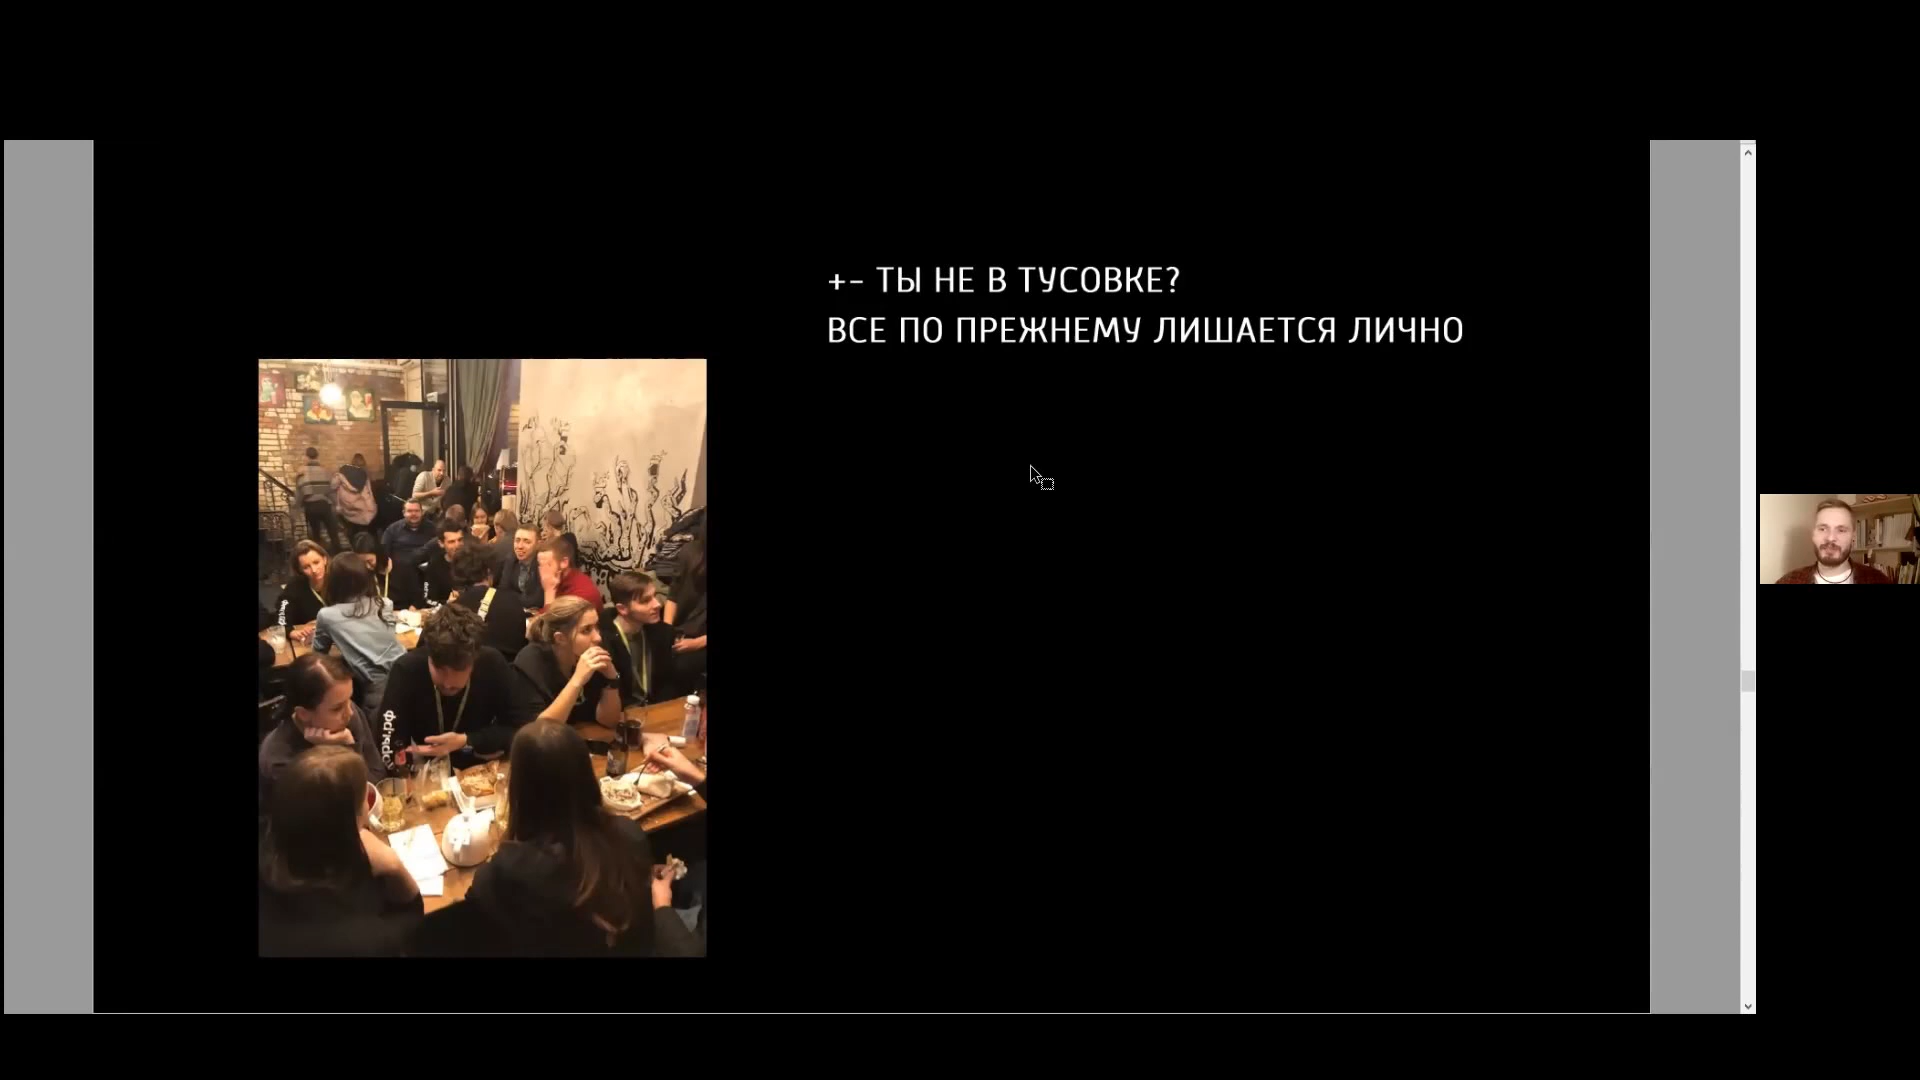 +- ТЫ НЕ В ТУСОВКЕ?
ВСЕ ПО ПРЕЖНЕМУ ЛИШАЕТСЯ ЛИЧНО